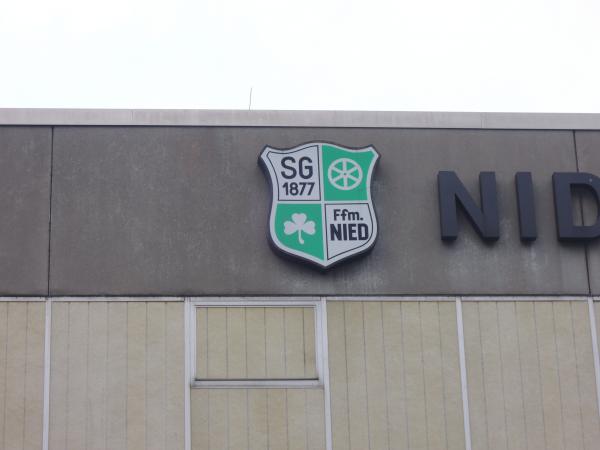 SG
1877
Ffm.
NIED
NID